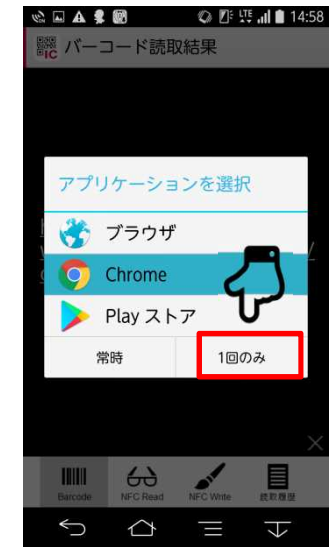 LTE 14:58
IC バーコード読取結果
アプリケーションを選択
ブラウザ
Chrome
Play ストア
常時 1回のみ
Barcode NFC Read NFC Write 読取履歴